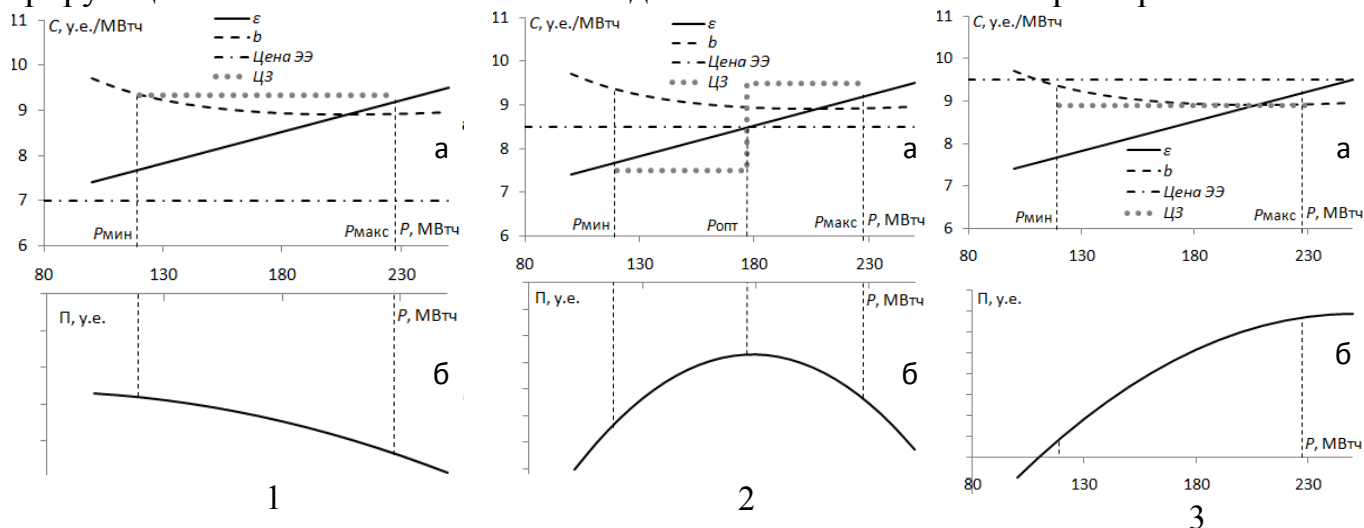 C, у.е./МВтч
ε
b
Цена ЭЭ
ЦЗ
11
10
9
8
7
6
а
Pмин
Pмакс
P, МВтч
80
130
180
230
П, у.е.
P, МВтч
б
1
C, у.е./МВтч
ε
b
Цена ЭЭ
ЦЗ
11
10
9
8
7
6
а
Pмин
Pопт
Pмакс
P, МВтч
80
130
180
230
П, у.е.
P, МВтч
б
2
C, у.е./МВтч
11
10
9
8
7
6
а
ε
b
Цена ЭЭ
ЦЗ
Pмин
Pмакс
P, МВтч
80
130
180
230
П, у.е.
б
P, МВтч
80
130
180
230
3